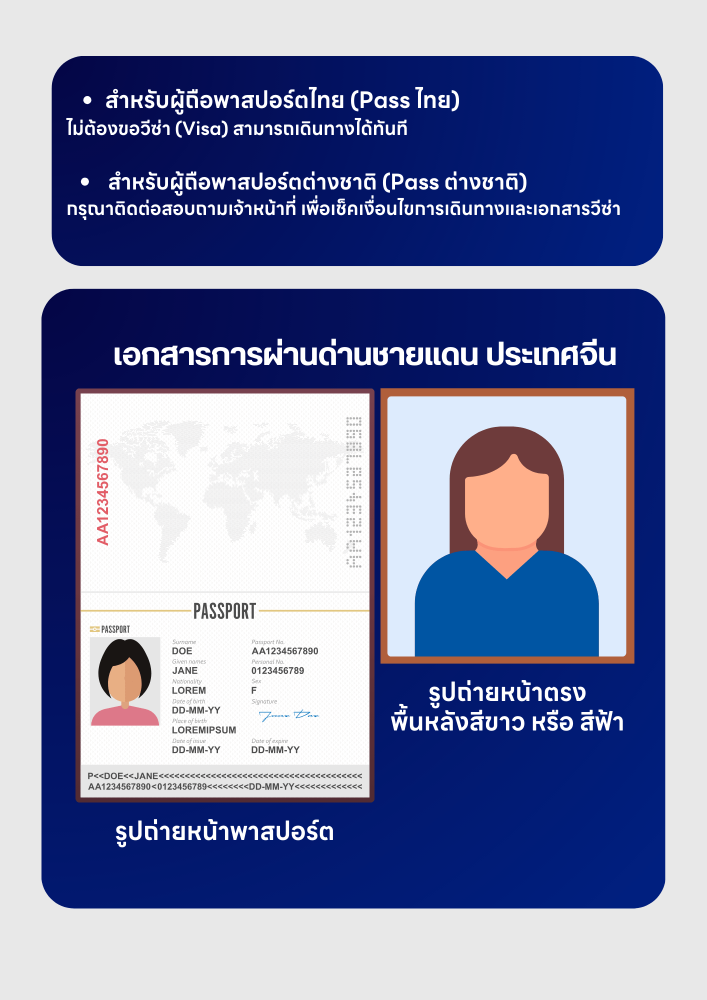 • สำหรับผู้ถือพาสปอร์ตไทย (Pass ไทย)
ไม่ต้องขอวีซ่า (Visa) สามารถเดินทางได้ทันที
• สำหรับผู้ถือพาสปอร์ตต่างชาติ (Pass ต่างชาติ)
กรุณาติดต่อสอบถามเจ้าหน้าที่ เพื่อเช็คเงื่อนไขการเดินทางและเอกสารวีซ่า
เอกสารการผ่านด่านชายแดน ประเทศจีน
AA1234567890
AA1234567890
PASSPORT
PASSPORT
Surname
DOE
Given names
JANE
Nationality
LOREM
Date of birth
DD-MM-YY
Place of birth
LOREMIPSUM
Date of issue
DD-MM-YY
Passport No.
AA1234567890
Personal No.
0123456789
Sex
F
Signature
Jane Doe
Date of expire
DD-MM-YY
P<<DOE<<JANE<<<<<<<<<<<<<<<<<<<<<<<<<<<<<<<<<<<<<<<
AA1234567890<0123456789<<<<<<<<DD-MM-YY<<<<<<<<<<<<<
รูปถ่ายหน้าพาสปอร์ต
รูปถ่ายหน้าตรง
พื้นหลังสีขาว หรือ สีฟ้า